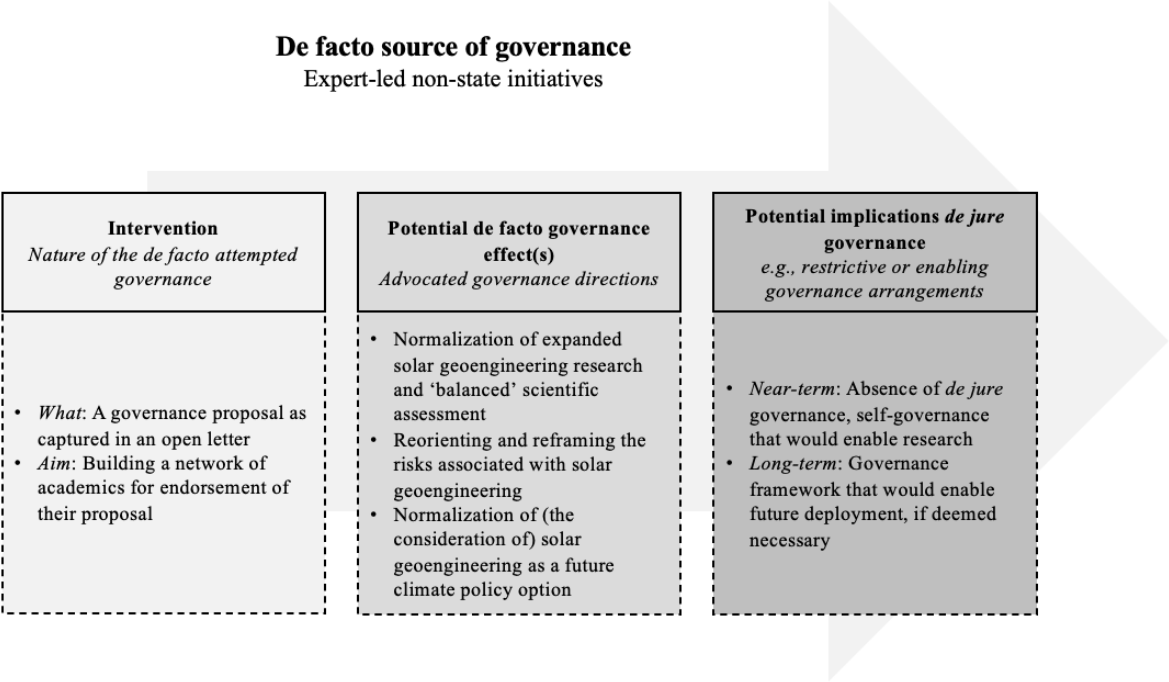 De facto source of governance
Expert-led non-state initiatives
Intervention
Nature of the de facto attempted
governance
• What: A governance proposal as
captured in an open letter
• Aim: Building a network of
academics for endorsement of
their proposal
Potential de facto governance
effect(s)
Advocated governance directions
• Normalization of expanded
solar geoengineering research
and ‘balanced’ scientific
assessment
• Reorienting and reframing the
risks associated with solar
geoengineering
• Normalization of (the
consideration of) solar
geoengineering as a future
climate policy option
Potential implications de jure
governance
e.g., restrictive or enabling
governance arrangements
• Near-term: Absence of de jure
governance, self-governance
that would enable research
• Long-term: Governance
framework that would enable
future deployment, if deemed
necessary